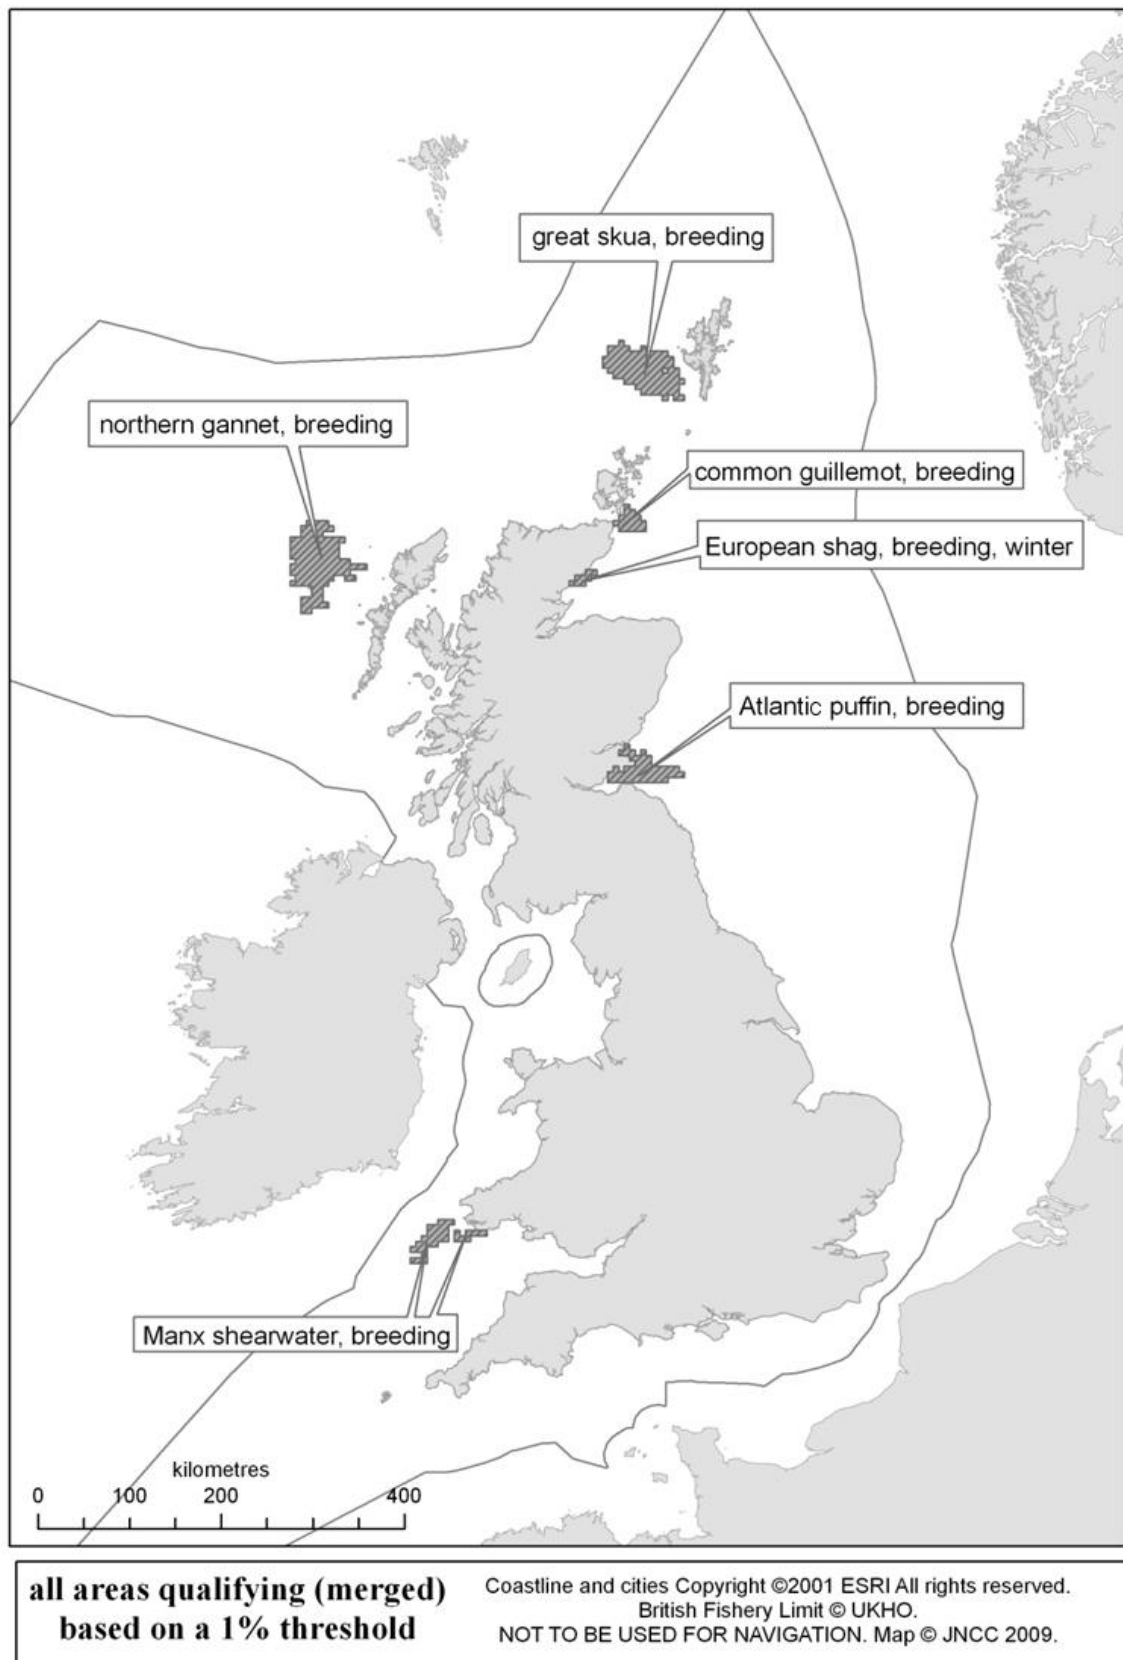 great skua, breeding
northern gannet, breeding
common guillemot, breeding
European shag, breeding, winter
Atlantic puffin, breeding
Manx shearwater, breeding
kilometres
0 100 200 400
all areas qualifying (merged)
based on a 1% threshold
Coastline and cities Copyright ©2001 ESRI All rights reserved.
British Fishery Limit © UKHO.
NOT TO BE USED FOR NAVIGATION. Map © JNCC 2009.